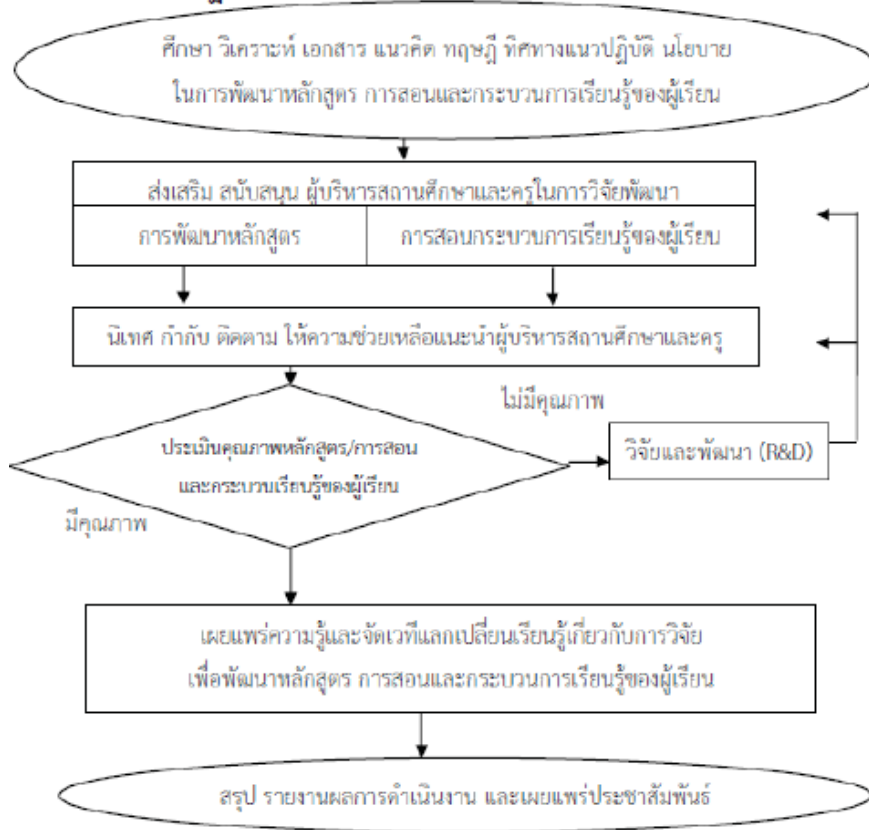 ศึกษา วิเคราะห์ เอกสาร แนวคิด ทฤษฎี ทิศทางแนวปฏิบัติ นโยบาย
ในการพัฒนาหลักสูตร การสอนและกระบวนการเรียนรู้ของผู้เรียน
ส่งเสริม สนับสนุน ผู้บริหารสถานศึกษาและครูในการวิจัยพัฒนา
การพัฒนาหลักสูตร
การสอนกระบวนการเรียนรู้ของผู้เรียน
นิเทศ กำกับ ติดตาม ให้ความช่วยเหลือแนะนำผู้บริหารสถานศึกษาและครู
ไม่มีคุณภาพ
ประเมินคุณภาพหลักสูตร/การสอน
และกระบวนเรียนรู้ของผู้เรียน
วิจัยและพัฒนา (R&D)
มีคุณภาพ
เผยแพร่ความรู้และจัดเวทีแลกเปลี่ยนเรียนรู้เกี่ยวกับการวิจัย
เพื่อพัฒนาหลักสูตร การสอนและกระบวนการเรียนรู้ของผู้เรียน
สรุป รายงานผลการดำเนินงาน และเผยแพร่ประชาสัมพันธ์